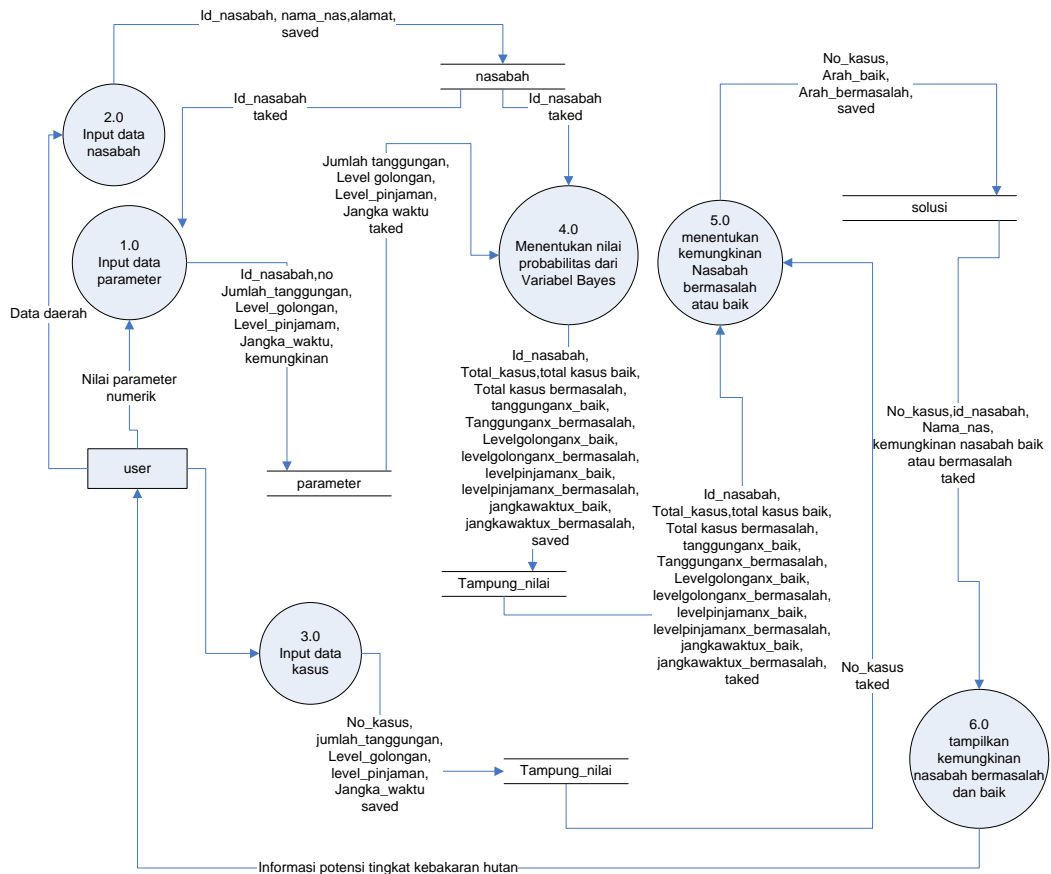 Id_nasabah, nama_nas,alamat,
saved
nasabah
Id_nasabah
taked
Id_nasabah
taked
2.0
Input data
nasabah
No_kasus,
Arah_baik,
Arah_bermasalah,
saved
Jumlah tanggungan,
Level golongan,
Level_pinjaman,
Jangka waktu
taked
solusi
1.0
Input data
parameter
4.0
Menentukan nilai
probabilitas dari
Variabel Bayes
5.0
menentukan
kemungkinan
Nasabah
bermasalah
atau baik
Id_nasabah,no
Jumlah_tanggungan,
Level_golongan,
Level_pinjamam,
Jangka_waktu,
kemungkinan
Data daerah
Nilai parameter
numerik
Id_nasabah,
Total_kasus,total kasus baik,
Total kasus bermasalah,
tanggunganx_baik,
Tanggunganx_bermasalah,
Levelgolonganx_baik,
levelgolonganx_bermasalah,
levelpinjamanx_baik,
levelpinjamanx_bermasalah,
jangkawaktux_baik,
jangkawaktux_bermasalah,
saved
No_kasus,id_nasabah,
Nama_nas,
kemungkinan nasabah baik
atau bermasalah
taked
user
parameter
Id_nasabah,
Total_kasus,total kasus baik,
Total kasus bermasalah,
tanggunganx_baik,
Tanggunganx_bermasalah,
Levelgolonganx_baik,
levelgolonganx_bermasalah,
levelpinjamanx_baik,
levelpinjamanx_bermasalah,
jangkawaktux_baik,
jangkawaktux_bermasalah,
taked
Tampung_nilai
3.0
Input data
kasus
No_kasus
taked
No_kasus,
jumlah_tanggungan,
Level_golongan,
level_pinjaman,
Jangka_waktu
saved
Tampung_nilai
6.0
tampilkan
kemungkinan
nasabah bermasalah
dan baik
Informasi potensi tingkat kebakaran hutan